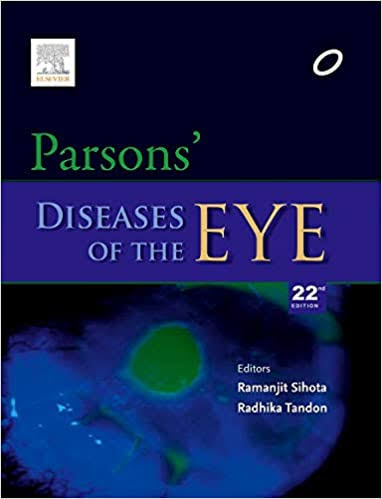 ELSEVIER
Parsons'
DISEASES
OF THE
EYE
22nd
EDITION
Editors
Ramanjit Sihota
Radhika Tandon